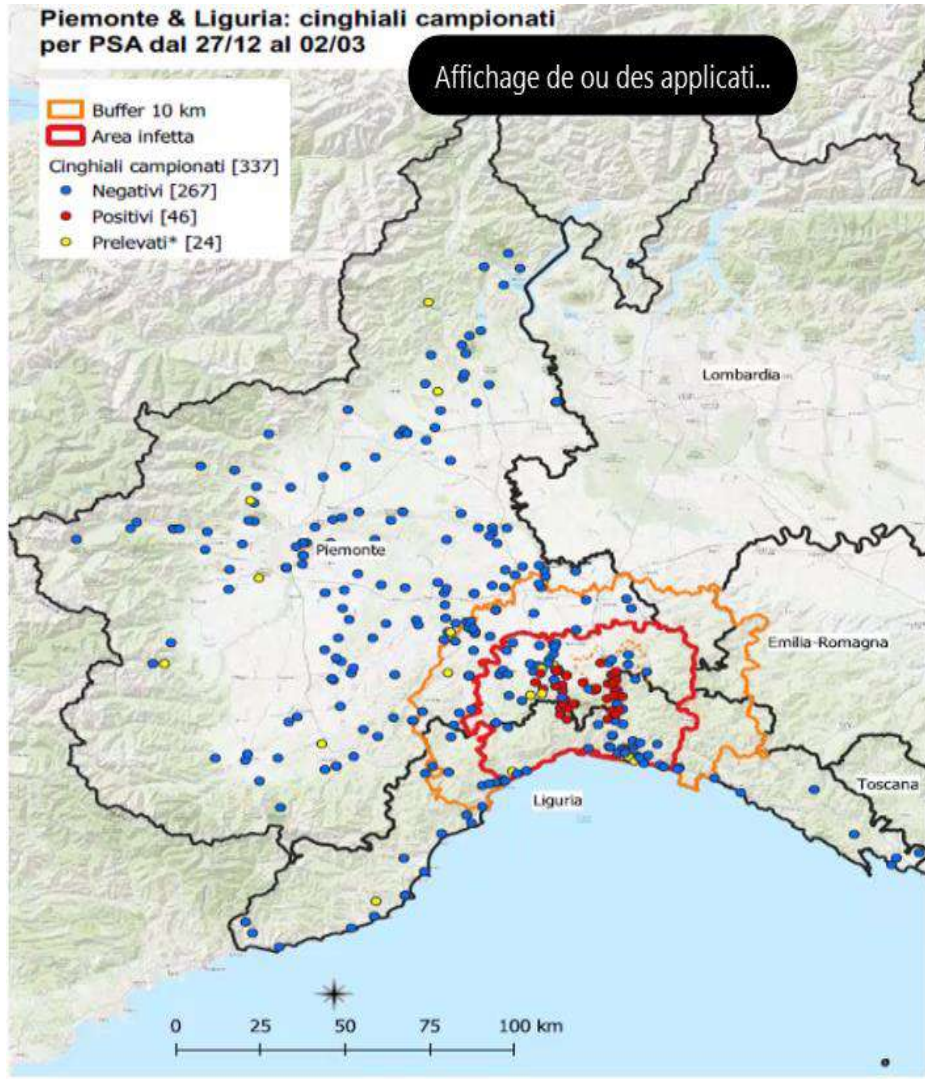 Piemonte & Liguria: cinghiali campionati
per PSA dal 27/12 al 02/03
Affichage de ou des applicati...
Buffer 10 km
Area infetta
Cinghiali campionati [337]
Negativi [267]
Positivi [46]
Prelevati* [24]
Lombardia
Piemonte
Emilia-Romagna
Toscana
Liguria
0 25 50 75 100 km